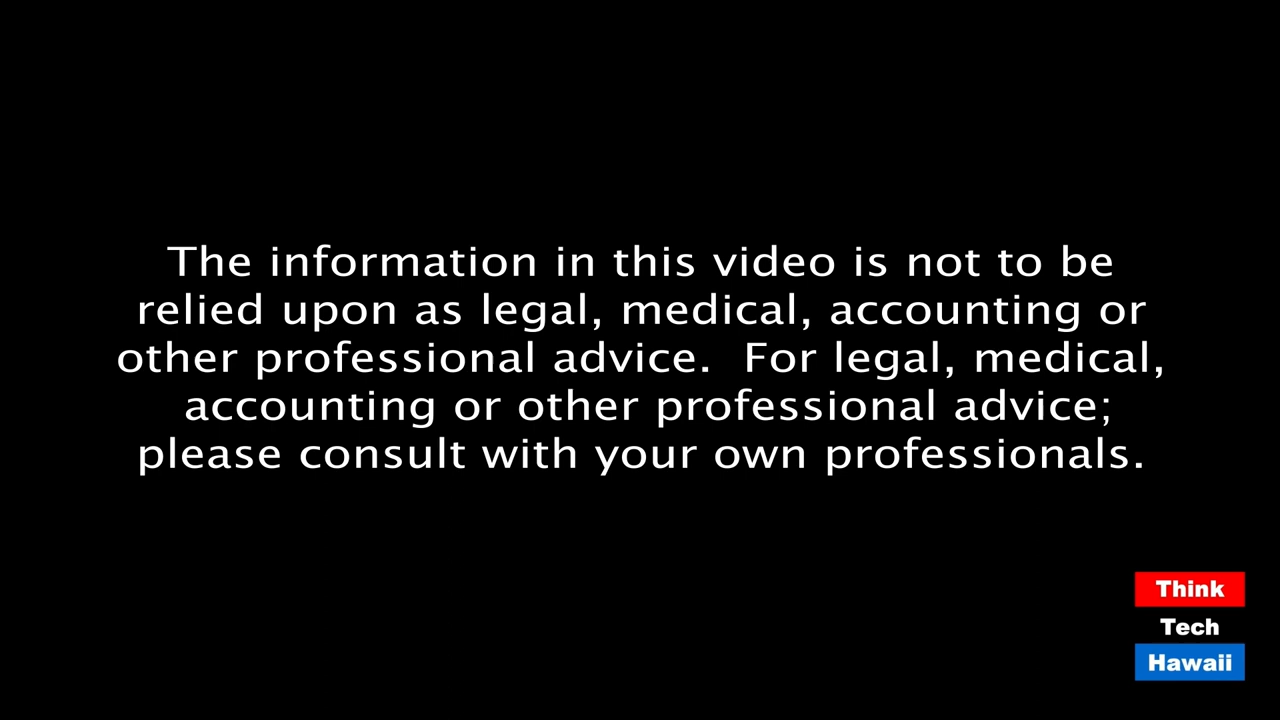 The information in this video is not to be
relied upon as legal, medical, accounting or
other professional advice.  For legal, medical,
accounting or other professional advice;
please consult with your own professionals.
Think
Tech
Hawaii